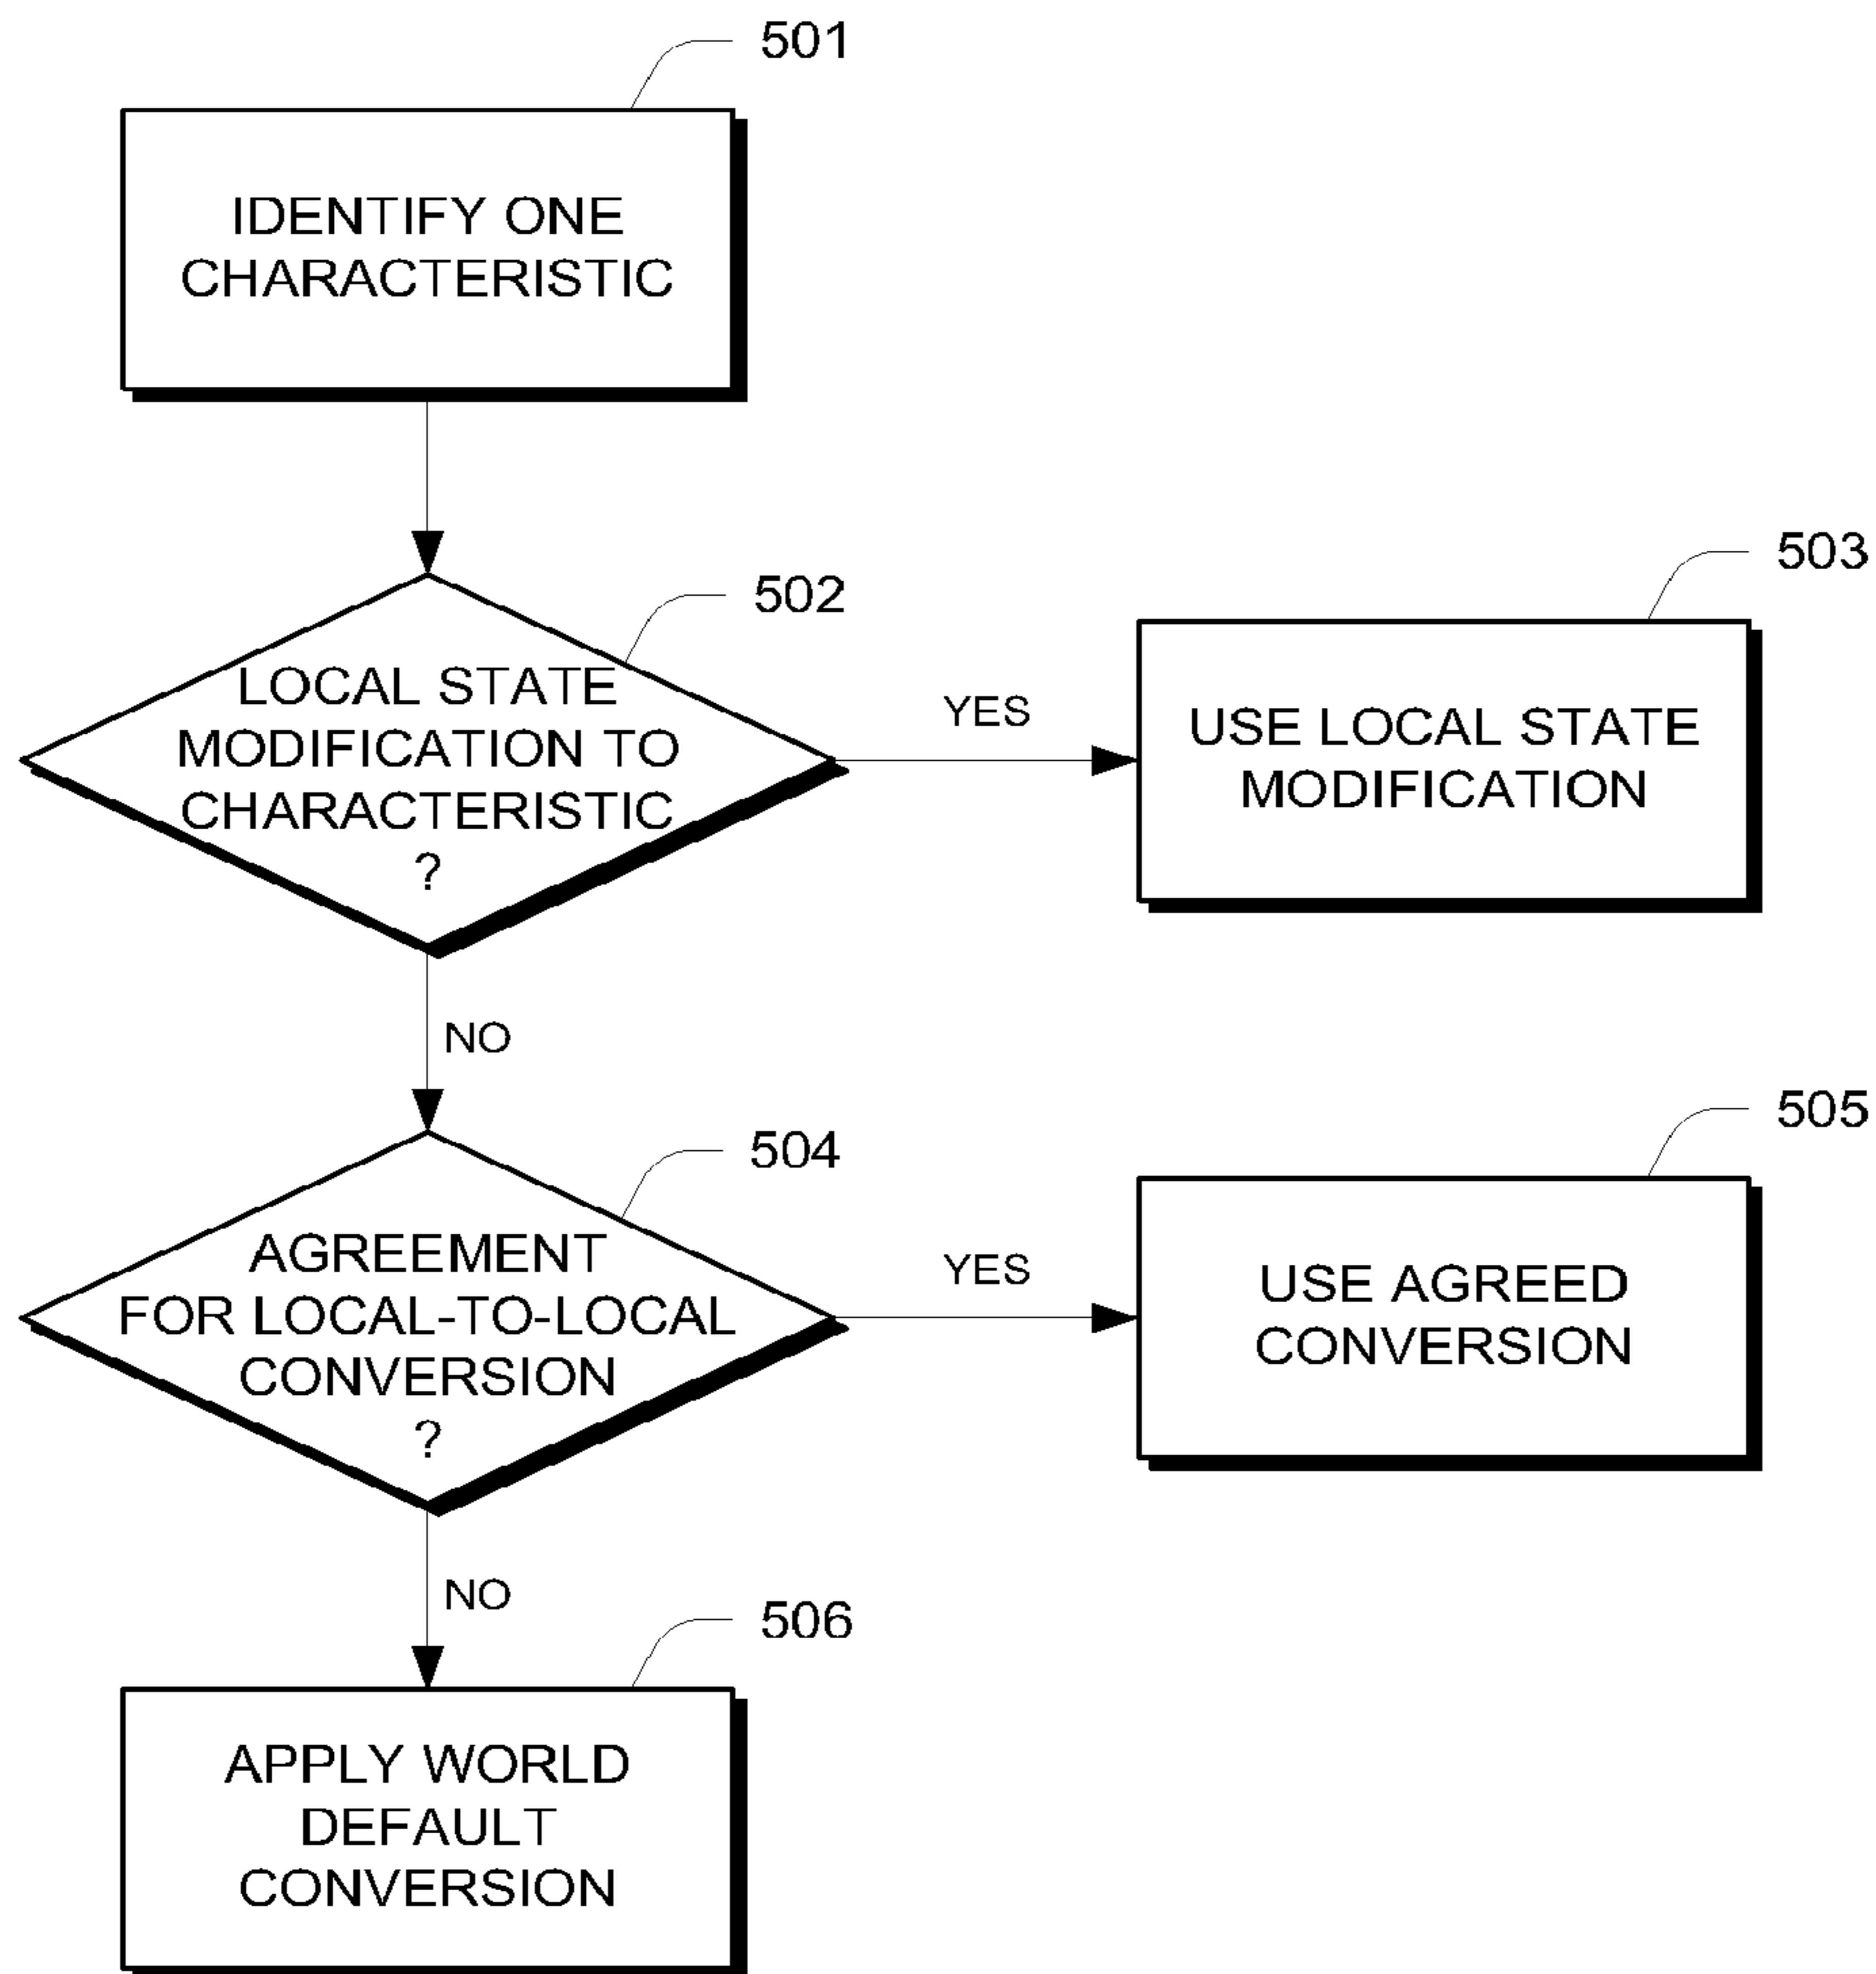 501
IDENTIFY ONE
CHARACTERISTIC
502
LOCAL STATE
MODIFICATION TO
CHARACTERISTIC
?
YES
503
USE LOCAL STATE
MODIFICATION
NO
504
AGREEMENT
FOR LOCAL-TO-LOCAL
CONVERSION
?
YES
505
USE AGREED
CONVERSION
NO
506
APPLY WORLD
DEFAULT
CONVERSION